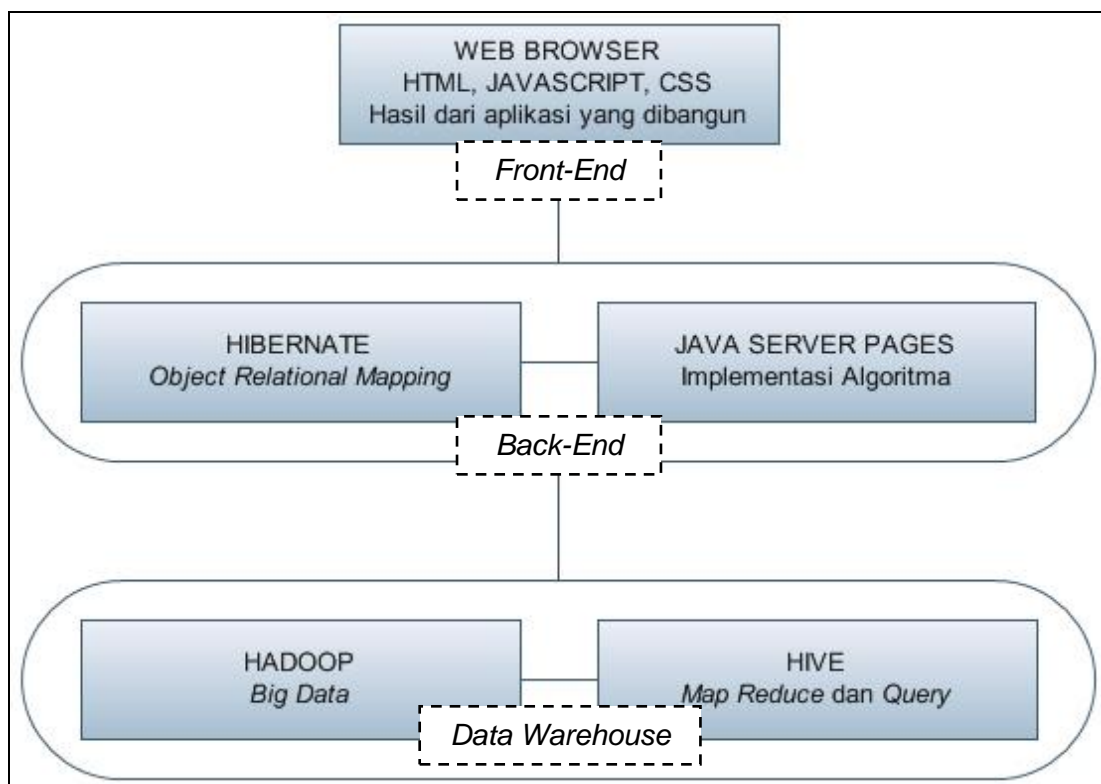 WEB BROWSER
HTML, JAVASCRIPT, CSS
Hasil dari aplikasi yang dibangun
Front-End
HIBERNATE
Object Relational Mapping
JAVA SERVER PAGES
Implementasi Algoritma
Back-End
HADOOP
Big Data
HIVE
Map Reduce dan Query
Data Warehouse